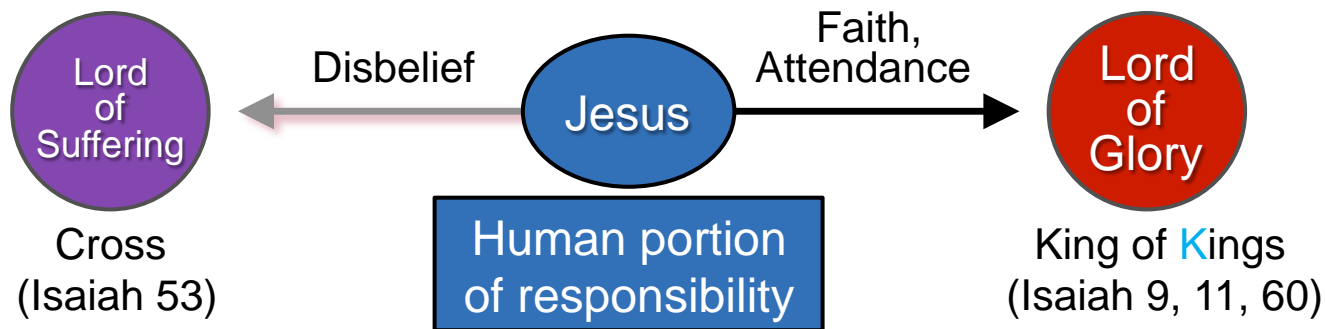 Lord
of
Suffering
Cross
(Isaiah 53)
Disbelief
Jesus
Human portion
of responsibility
Faith,
Attendance
Lord
of
Glory
King of Kings
(Isaiah 9, 11, 60)